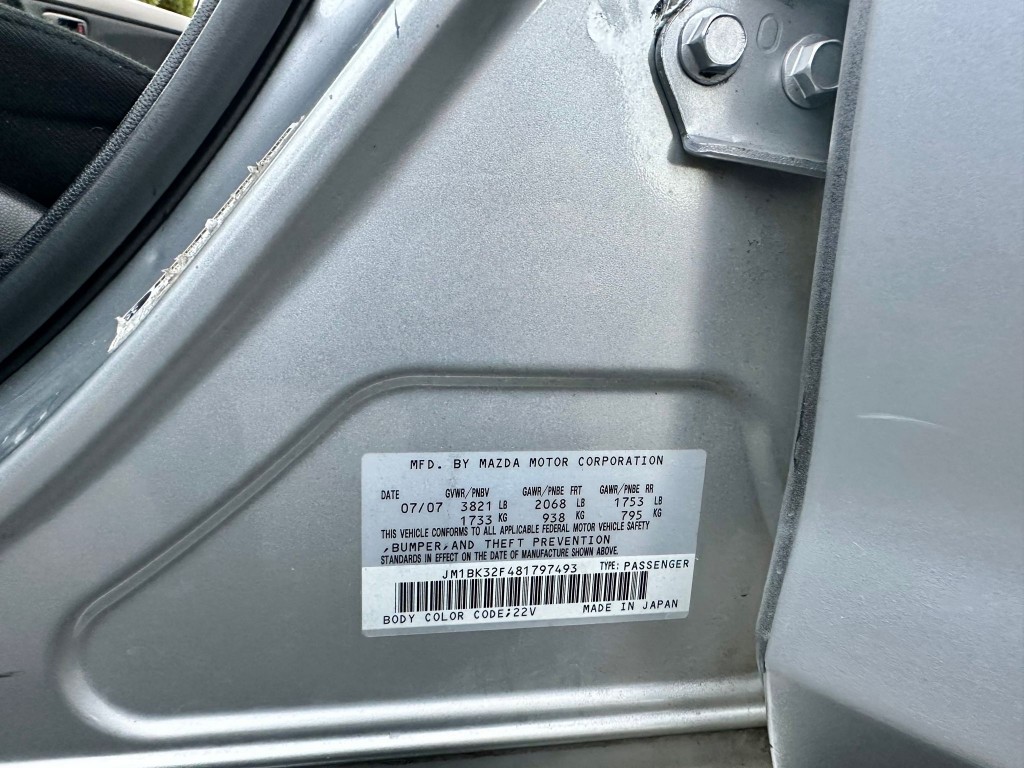 MFD. BY MAZDA MOTOR CORPORATION
DATE GVWR/PNBV GAWR/PNBE FRT GAWR/PNBE RR
07/07 3821 LB 2068 LB 1753 LB
1733 KG 938 KG 795 KG
THIS VEHICLE CONFORMS TO ALL APPLICABLE FEDERAL MOTOR VEHICLE SAFETY
,BUMPER,AND THEFT PREVENTION
STANDARDS IN EFFECT ON THE DATE OF MANUFACTURE SHOWN ABOVE.
JM1BK32F481797493 TYPE: PASSENGER
BODY COLOR CODE;22V MADE IN JAPAN